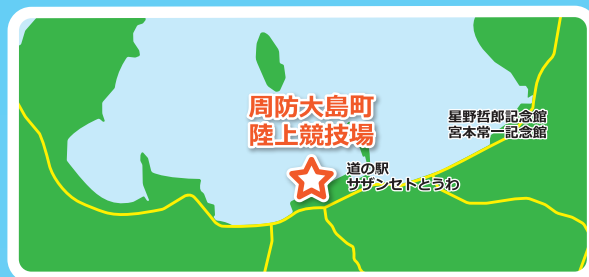 周防大島町
陸上競技場
星野哲郎記念館
宮本常一記念館
道の駅
サザンセトとうわ